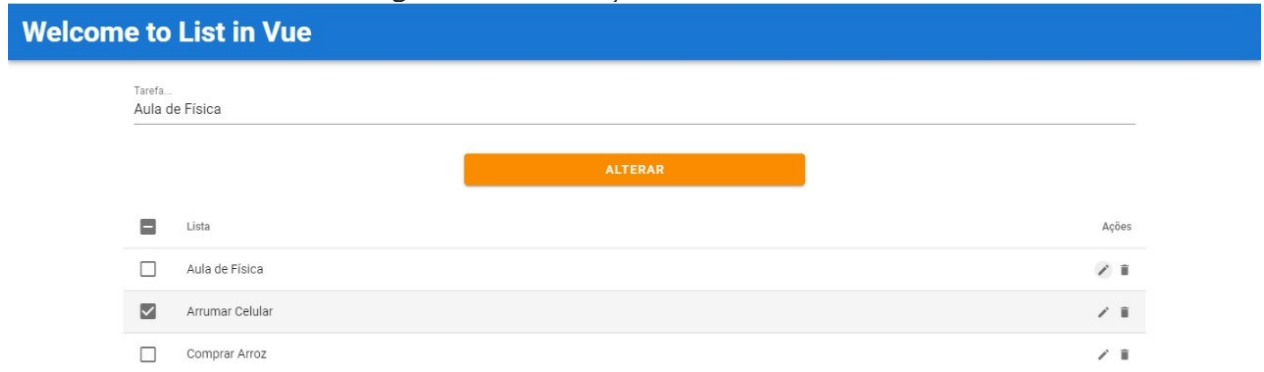 Welcome to List in Vue
Tarefa...
Aula de Física
ALTERAR
Lista Ações
Aula de Física
Arrumar Celular
Comprar Arroz